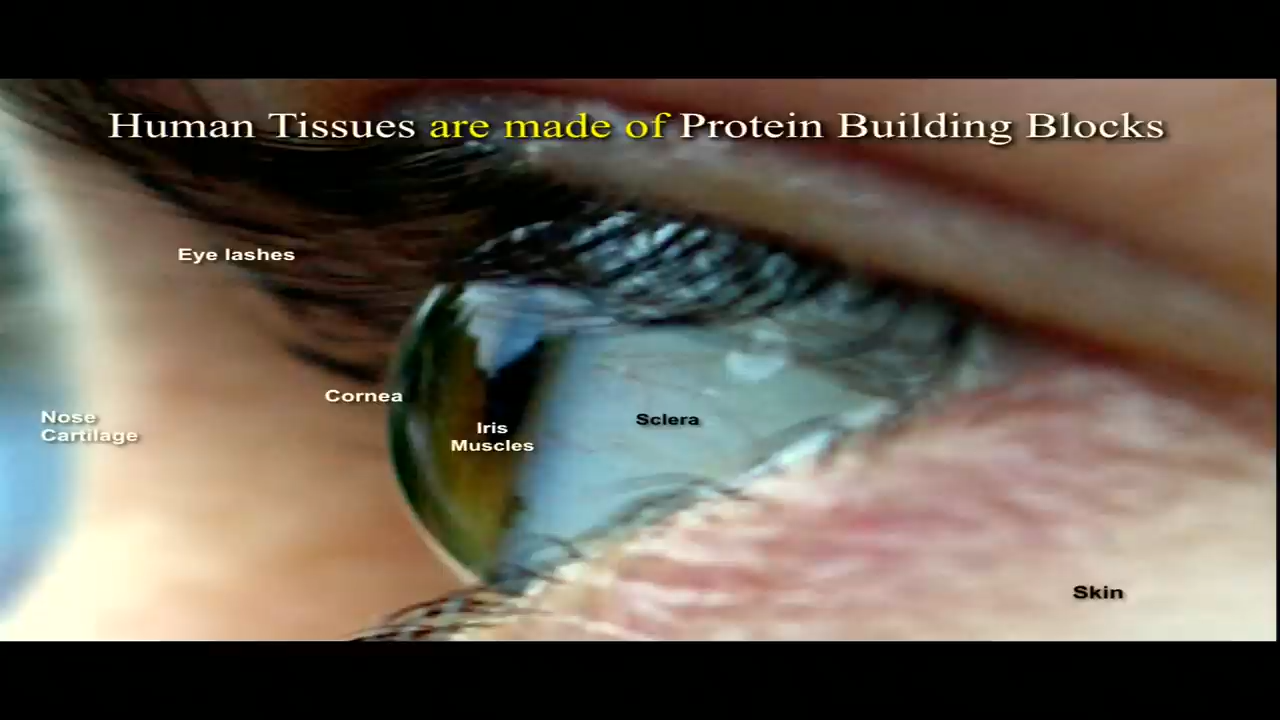 Human Tissues are made of Protein Building Blocks
Eye lashes
Cornea
Nose
Cartilage
Iris
Muscles
Sclera
Skin